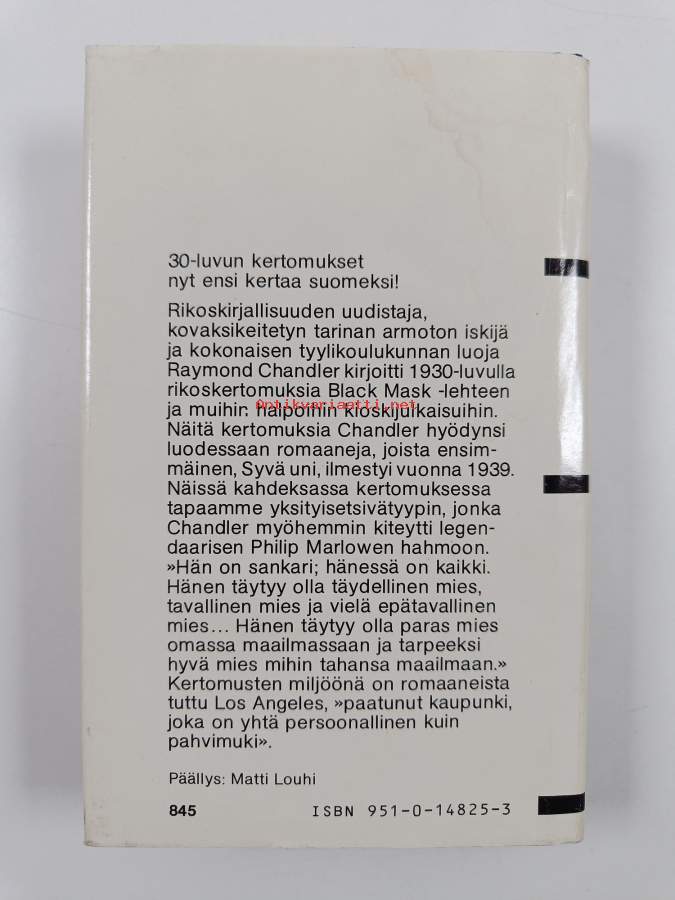 30-luvun kertomukset
nyt ensi kertaa suomeksi!
Rikoskirjallisuuden uudistaja,
kovaksikeitetyn tarinan armoton iskijä
ja kokonaisen tyylikoulukunnan luoja
Raymond Chandler kirjoitti 1930-luvulla
rikoskertomuksia Black Mask -lehteen
ja muihin halpoihin kioskijulkaisuihin.
Antikvariaatti.net
Näitä kertomuksia Chandler hyödynsi
luodessaan romaaneja, joista ensim-
mäinen, Syvä uni, ilmestyi vuonna 1939.
Näissä kahdeksassa kertomuksessa
tapaamme yksityisetsivätyypin, jonka
Chandler myöhemmin kiteytti legen-
daarisen Philip Marlowen hahmoon.
»Hän on sankari; hänessä on kaikki.
Hänen täytyy olla täydellinen mies,
tavallinen mies ja vielä epätavallinen
mies... Hänen täytyy olla paras mies
omassa maailmassaan ja tarpeeksi
hyvä mies mihin tahansa maailmaan.»
Kertomusten miljöönä on romaaneista
tuttu Los Angeles, »paatunut kaupunki,
joka on yhtä persoonallinen kuin
pahvimuki».
Päällys: Matti Louhi
845 ISBN 951-0-14825-3